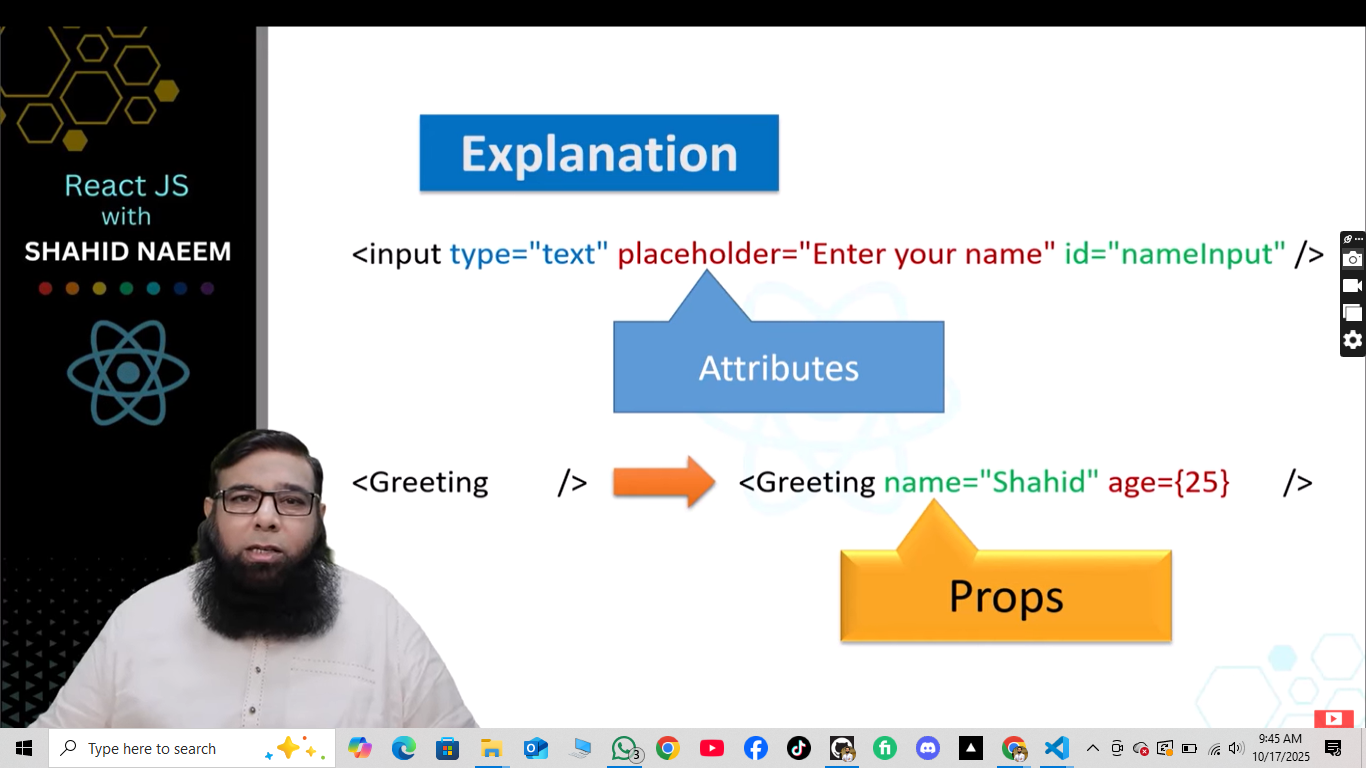 React JS
with
SHAHID NAEEM
Explanation
<input type="text" placeholder="Enter your name" id="nameInput" />
Attributes
<Greeting /> <Greeting name="Shahid" age={25} />
Props
Type here to search
3
9:45 AM
10/17/2025